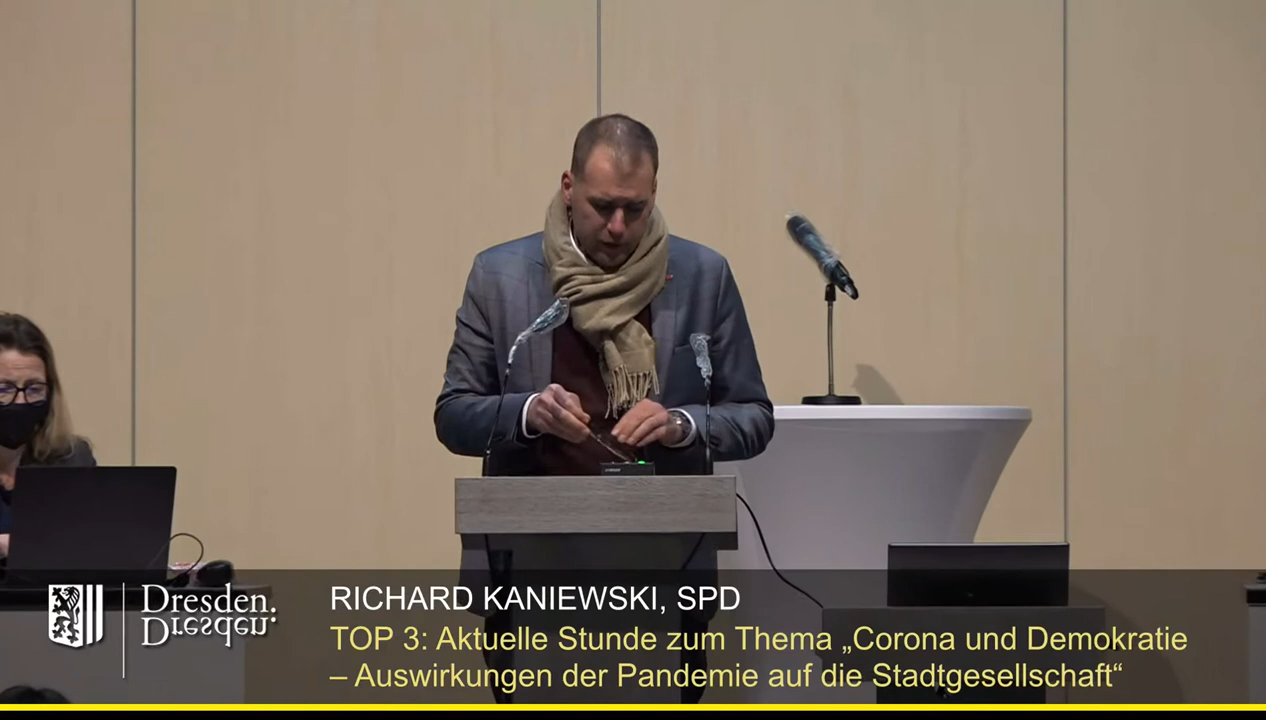 Dresden.
Dresden.
RICHARD KANIEWSKI, SPD
TOP 3: Aktuelle Stunde zum Thema „Corona und Demokratie
– Auswirkungen der Pandemie auf die Stadtgesellschaft“